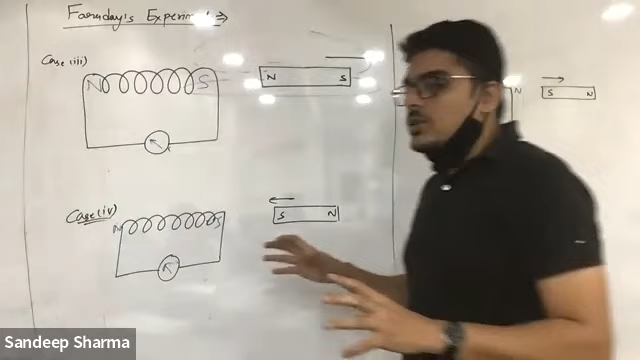 Faraday's Experiment ⇒
Case (iii)
N S
N S
N
S N
Case (iv)
N S
S N
Sandeep Sharma